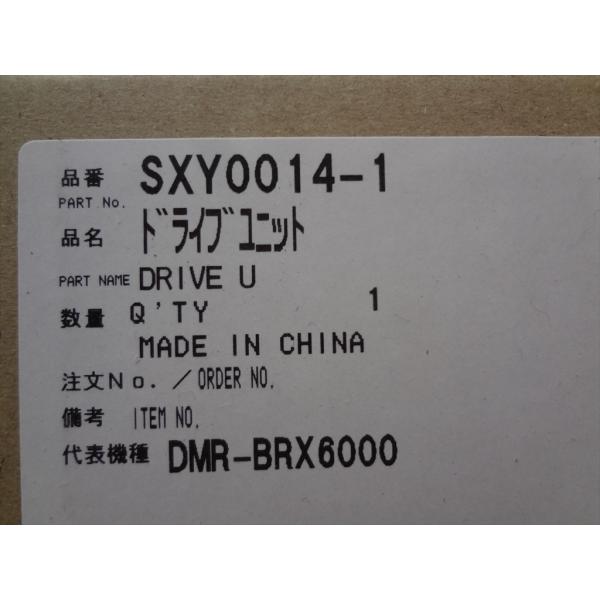 品番 SXY0014-1
PART No.
品名 ﾄﾞﾗｲﾌﾞﾕﾆｯﾄ
PART NAME DRIVE U
数量 Q'TY 1
MADE IN CHINA
注文No. / ORDER NO.
備考 ITEM NO.
代表機種 DMR-BRX6000